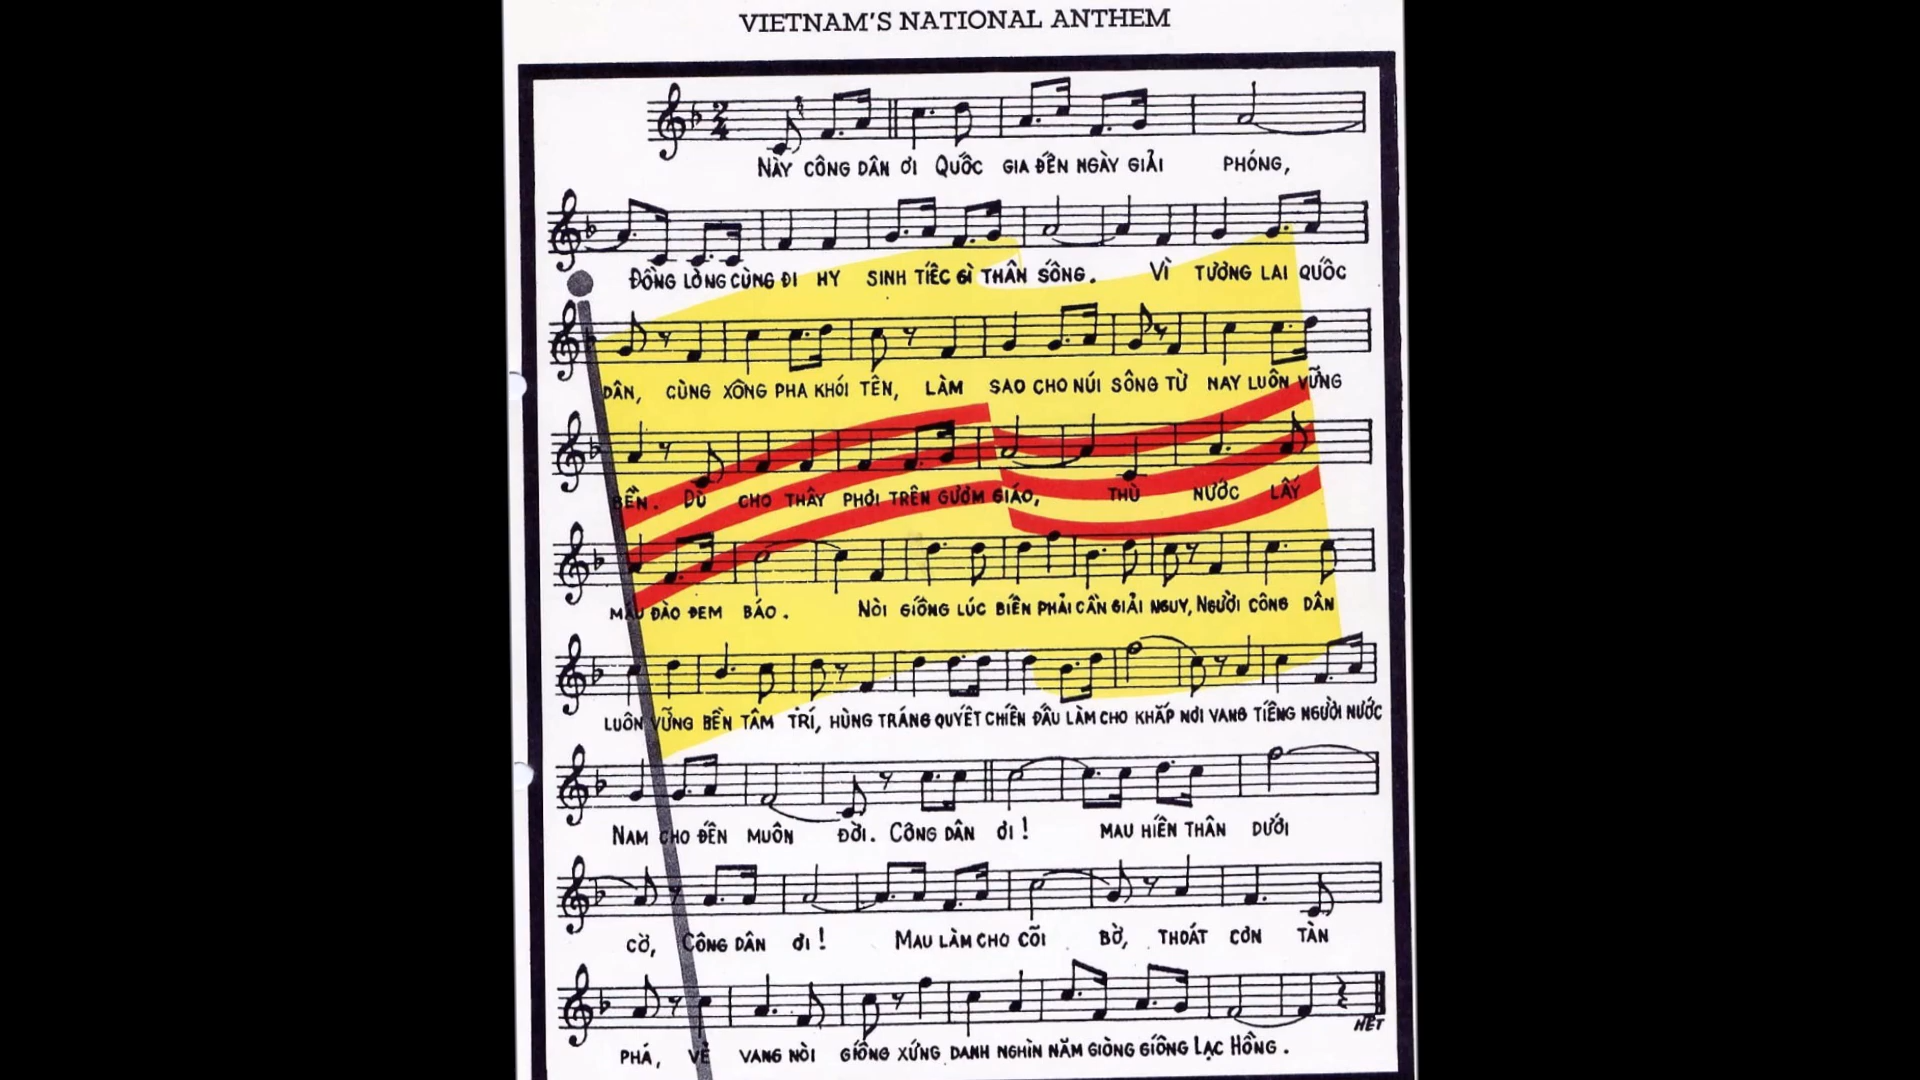 VIETNAM'S NATIONAL ANTHEM
NÀY CÔNG DÂN ƠI QUỐC GIA ĐẾN NGÀY GIẢI PHÓNG,
ĐỒNG LÒNG CÙNG ĐI HY SINH TIẾC GÌ THÂN SỐNG. VÌ TƯƠNG LAI QUỐC
DÂN, CÙNG XÔNG PHA KHÓI TÊN, LÀM SAO CHO NÚI SÔNG TỪ NAY LUÔN VỮNG
BỀN. DÙ CHO THÂY PHƠI TRÊN GƯƠM GIÁO, THÙ NƯỚC LẤY
MÁU ĐÀO ĐEM BÁO. NÒI GIỐNG LÚC BIẾN PHẢI CẦN GIẢI NGUY, NGƯỜI CÔNG DÂN
LUÔN VỮNG BỀN TÂM TRÍ, HÙNG TRÁNG QUYẾT CHIẾN ĐẤU LÀM CHO KHẮP NƠI VANG TIẾNG NGƯỜI NƯỚC
NAM CHO ĐẾN MUÔN ĐỜI. CÔNG DÂN ƠI! MAU HIẾN THÂN DƯỚI
CỜ, CÔNG DÂN ƠI! MAU LÀM CHO CÕI BỜ, THOÁT CƠN TÀN
PHÁ, VẺ VANG NÒI GIỐNG XỨNG DANH NGHÌN NĂM GIÒNG GIỐNG LẠC HỒNG.
HẾT